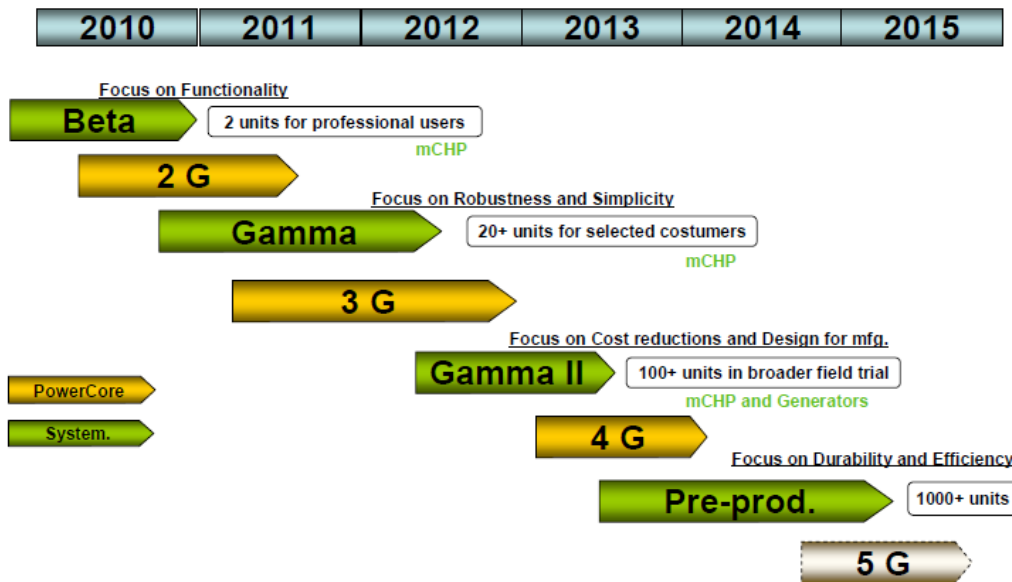 2010 2011 2012 2013 2014 2015
Focus on Functionality
Beta
2 units for professional users
mCHP
2 G
Focus on Robustness and Simplicity
Gamma
20+ units for selected costumers
mCHP
3 G
Focus on Cost reductions and Design for mfg.
Gamma II
100+ units in broader field trial
mCHP and Generators
PowerCore
4 G
System.
Focus on Durability and Efficiency
Pre-prod.
1000+ units
5 G